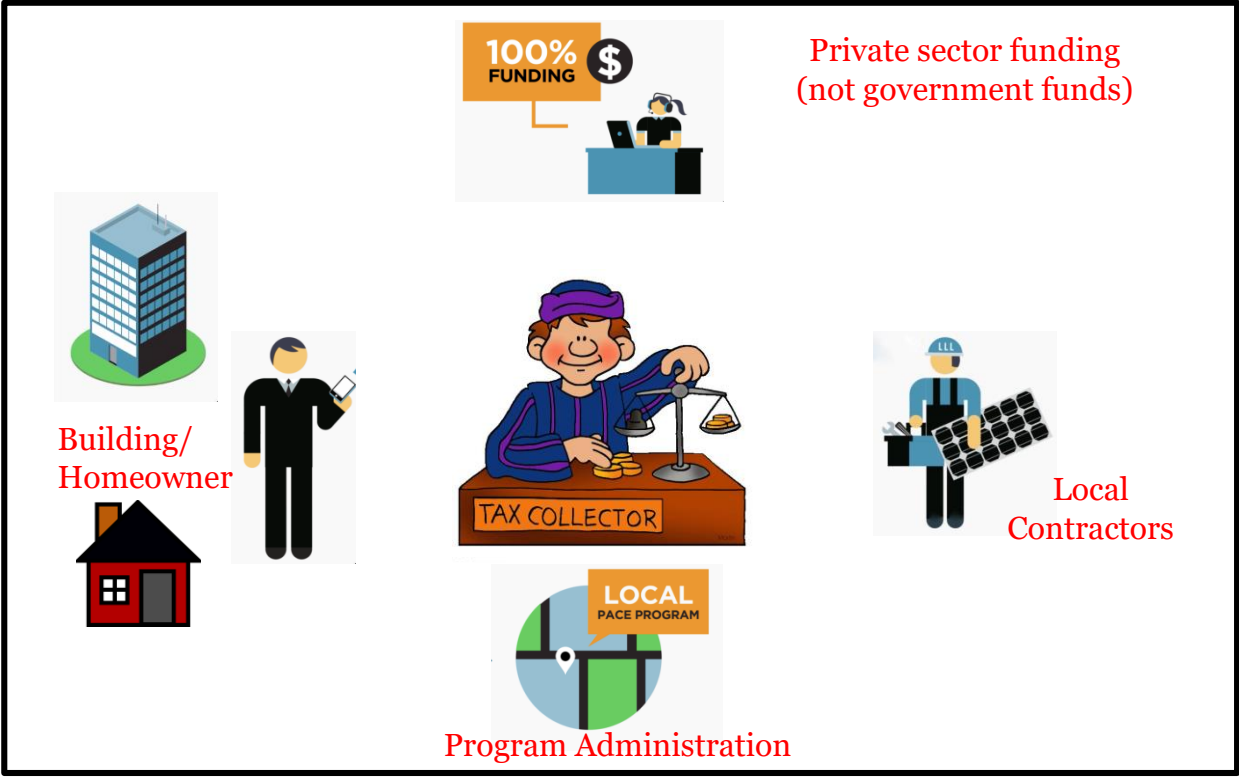 100%
FUNDING
$
Private sector funding
(not government funds)
Building/
Homeowner
TAX COLLECTOR
LLL
Local
Contractors
LOCAL
PACE PROGRAM
Program Administration